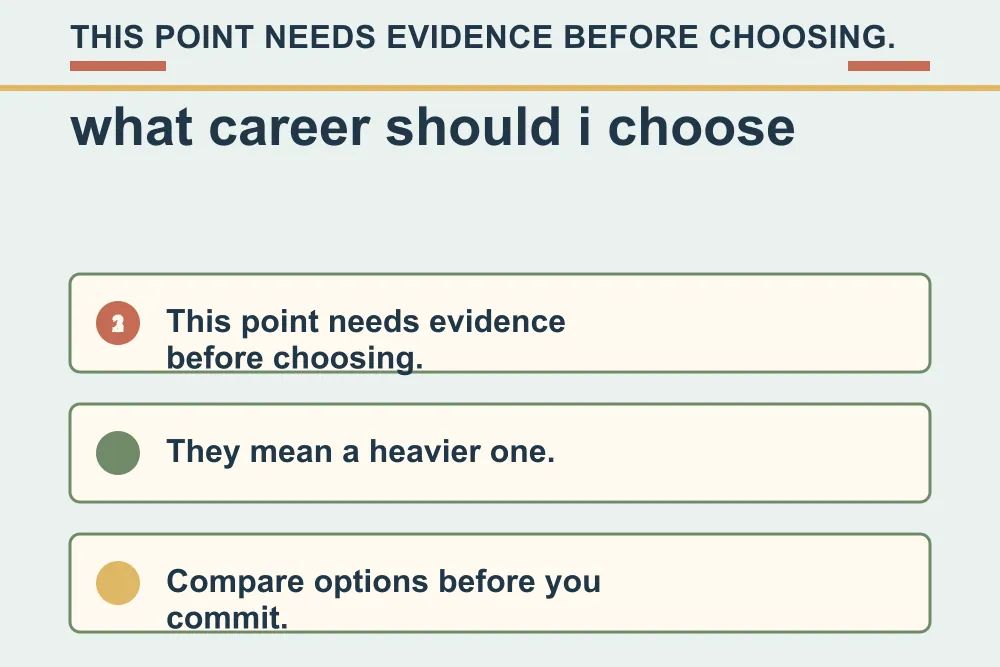 THIS POINT NEEDS EVIDENCE BEFORE CHOOSING.
what career should i choose
This point needs evidence
before choosing.
They mean a heavier one.
Compare options before you
commit.